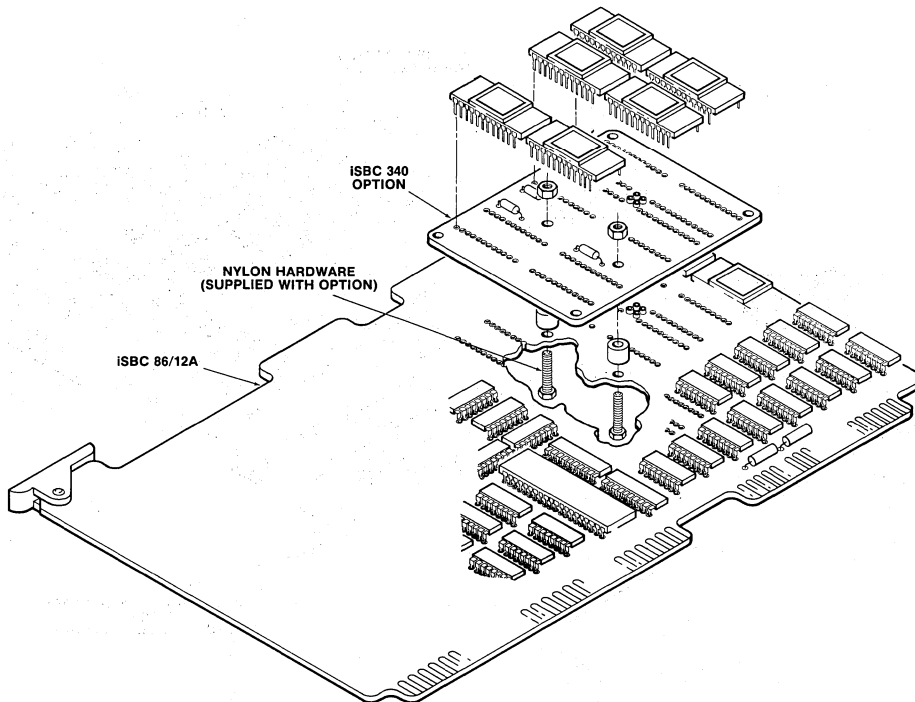 iSBC 340
OPTION
NYLON HARDWARE
(SUPPLIED WITH OPTION)
iSBC 86/12A